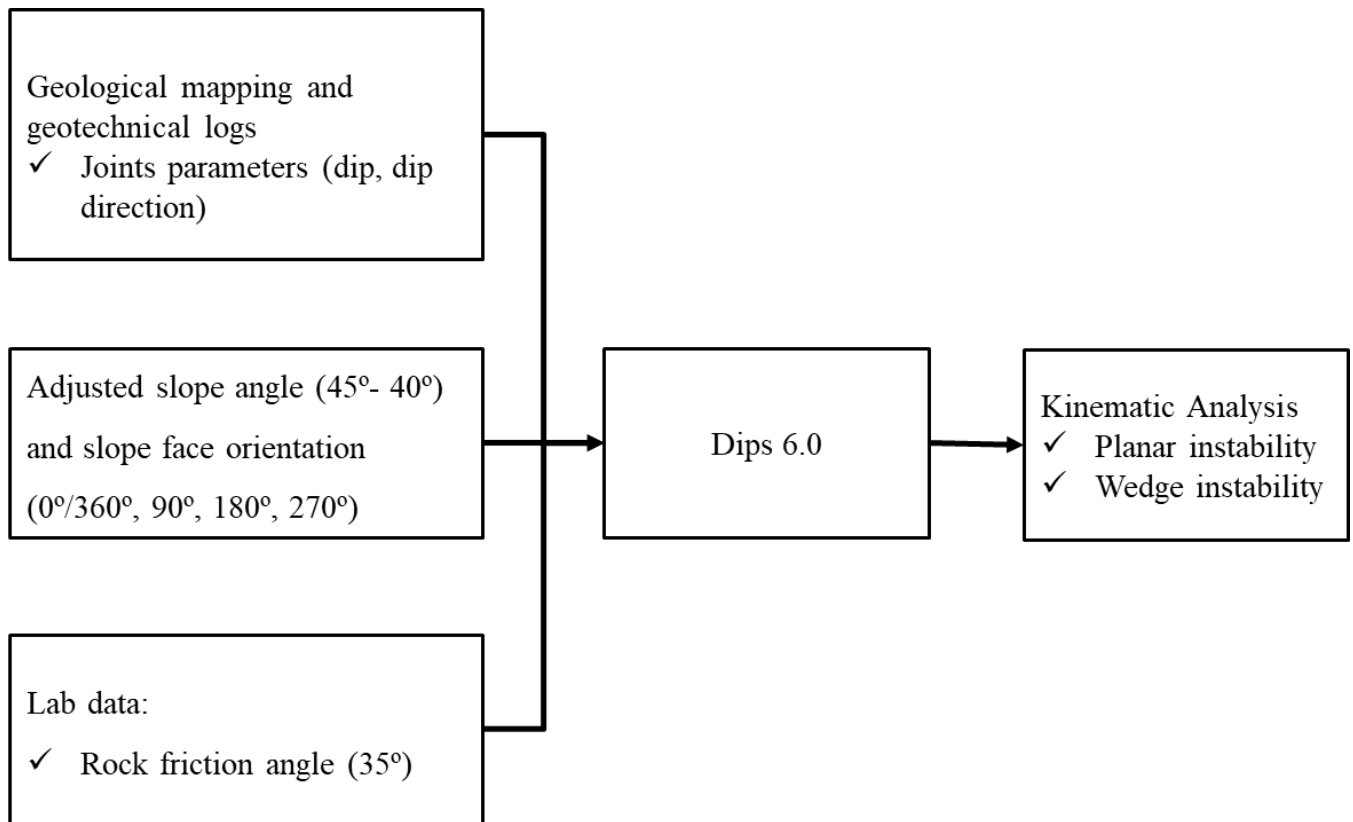 Geological mapping and
geotechnical logs
✓ Joints parameters (dip, dip
direction)
Adjusted slope angle (45º- 40º)
and slope face orientation
(0º/360º, 90º, 180º, 270º)
Lab data:
✓ Rock friction angle (35º)
Dips 6.0
Kinematic Analysis
✓ Planar instability
✓ Wedge instability